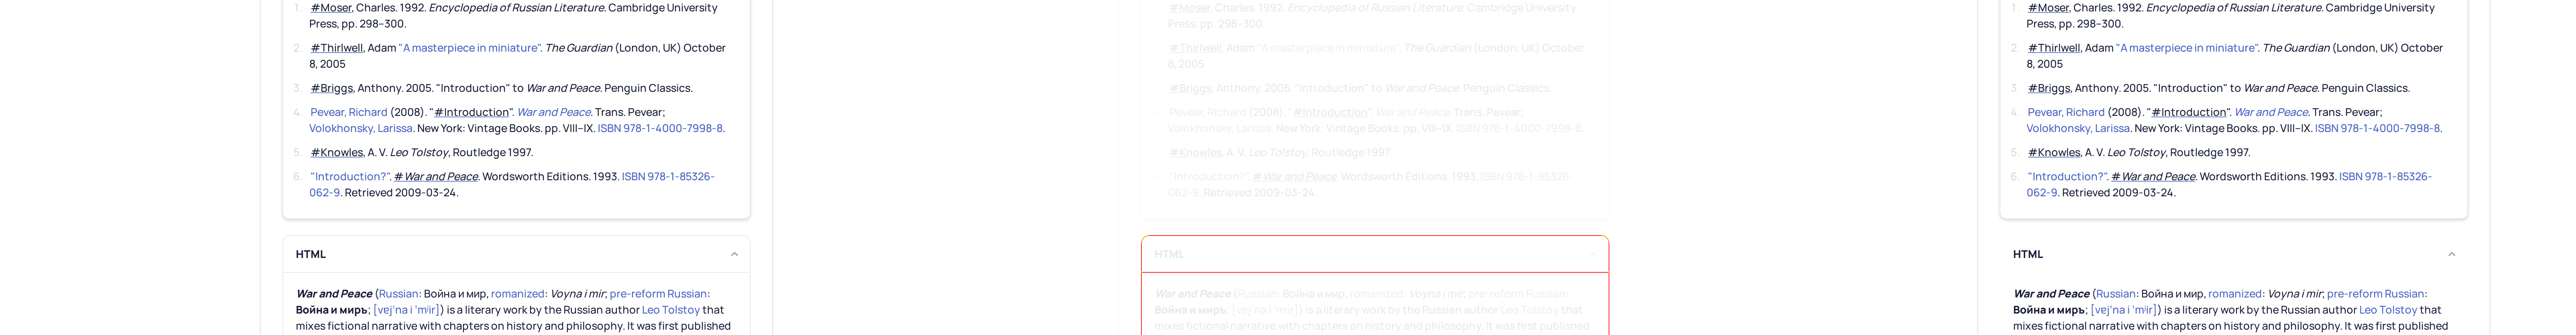 1. #Moser, Charles. 1992. Encyclopedia of Russian Literature. Cambridge University
Press, pp. 298–300.
2. #Thirlwell, Adam "A masterpiece in miniature". The Guardian (London, UK) October
8, 2005
3. #Briggs, Anthony. 2005. "Introduction" to War and Peace. Penguin Classics.
4. Pevear, Richard (2008). "#Introduction". War and Peace. Trans. Pevear;
Volokhonsky, Larissa. New York: Vintage Books. pp. VIII–IX. ISBN 978-1-4000-7998-8.
5. #Knowles, A. V. Leo Tolstoy, Routledge 1997.
6. "Introduction?". #War and Peace. Wordsworth Editions. 1993. ISBN 978-1-85326-
062-9. Retrieved 2009-03-24.
HTML
War and Peace (Russian: Война и мир, romanized: Voyna i mir; pre-reform Russian:
Война и миръ; [vɐjˈna i ˈmʲir]) is a literary work by the Russian author Leo Tolstoy that
mixes fictional narrative with chapters on history and philosophy. It was first published
#Moser, Charles. 1992. Encyclopedia of Russian Literature. Cambridge University
Press, pp. 298–300.
#Thirlwell, Adam "A masterpiece in miniature". The Guardian (London, UK) October
8, 2005
#Briggs, Anthony. 2005. "Introduction" to War and Peace. Penguin Classics.
Pevear, Richard (2008). "#Introduction". War and Peace. Trans. Pevear;
Volokhonsky, Larissa. New York: Vintage Books. pp. VIII–IX. ISBN 978-1-4000-7998-8.
#Knowles, A. V. Leo Tolstoy, Routledge 1997.
"Introduction?". #War and Peace. Wordsworth Editions. 1993. ISBN 978-1-85326-
062-9. Retrieved 2009-03-24.
HTML
War and Peace (Russian: Война и мир, romanized: Voyna i mir; pre-reform Russian:
Война и миръ; [vɐjˈna i ˈmʲir]) is a literary work by the Russian author Leo Tolstoy that
mixes fictional narrative with chapters on history and philosophy. It was first published
1. #Moser, Charles. 1992. Encyclopedia of Russian Literature. Cambridge University
Press, pp. 298–300.
2. #Thirlwell, Adam "A masterpiece in miniature". The Guardian (London, UK) October
8, 2005
3. #Briggs, Anthony. 2005. "Introduction" to War and Peace. Penguin Classics.
4. Pevear, Richard (2008). "#Introduction". War and Peace. Trans. Pevear;
Volokhonsky, Larissa. New York: Vintage Books. pp. VIII–IX. ISBN 978-1-4000-7998-8.
5. #Knowles, A. V. Leo Tolstoy, Routledge 1997.
6. "Introduction?". #War and Peace. Wordsworth Editions. 1993. ISBN 978-1-85326-
062-9. Retrieved 2009-03-24.
HTML
War and Peace (Russian: Война и мир, romanized: Voyna i mir; pre-reform Russian:
Война и миръ; [vɐjˈna i ˈmʲir]) is a literary work by the Russian author Leo Tolstoy that
mixes fictional narrative with chapters on history and philosophy. It was first published